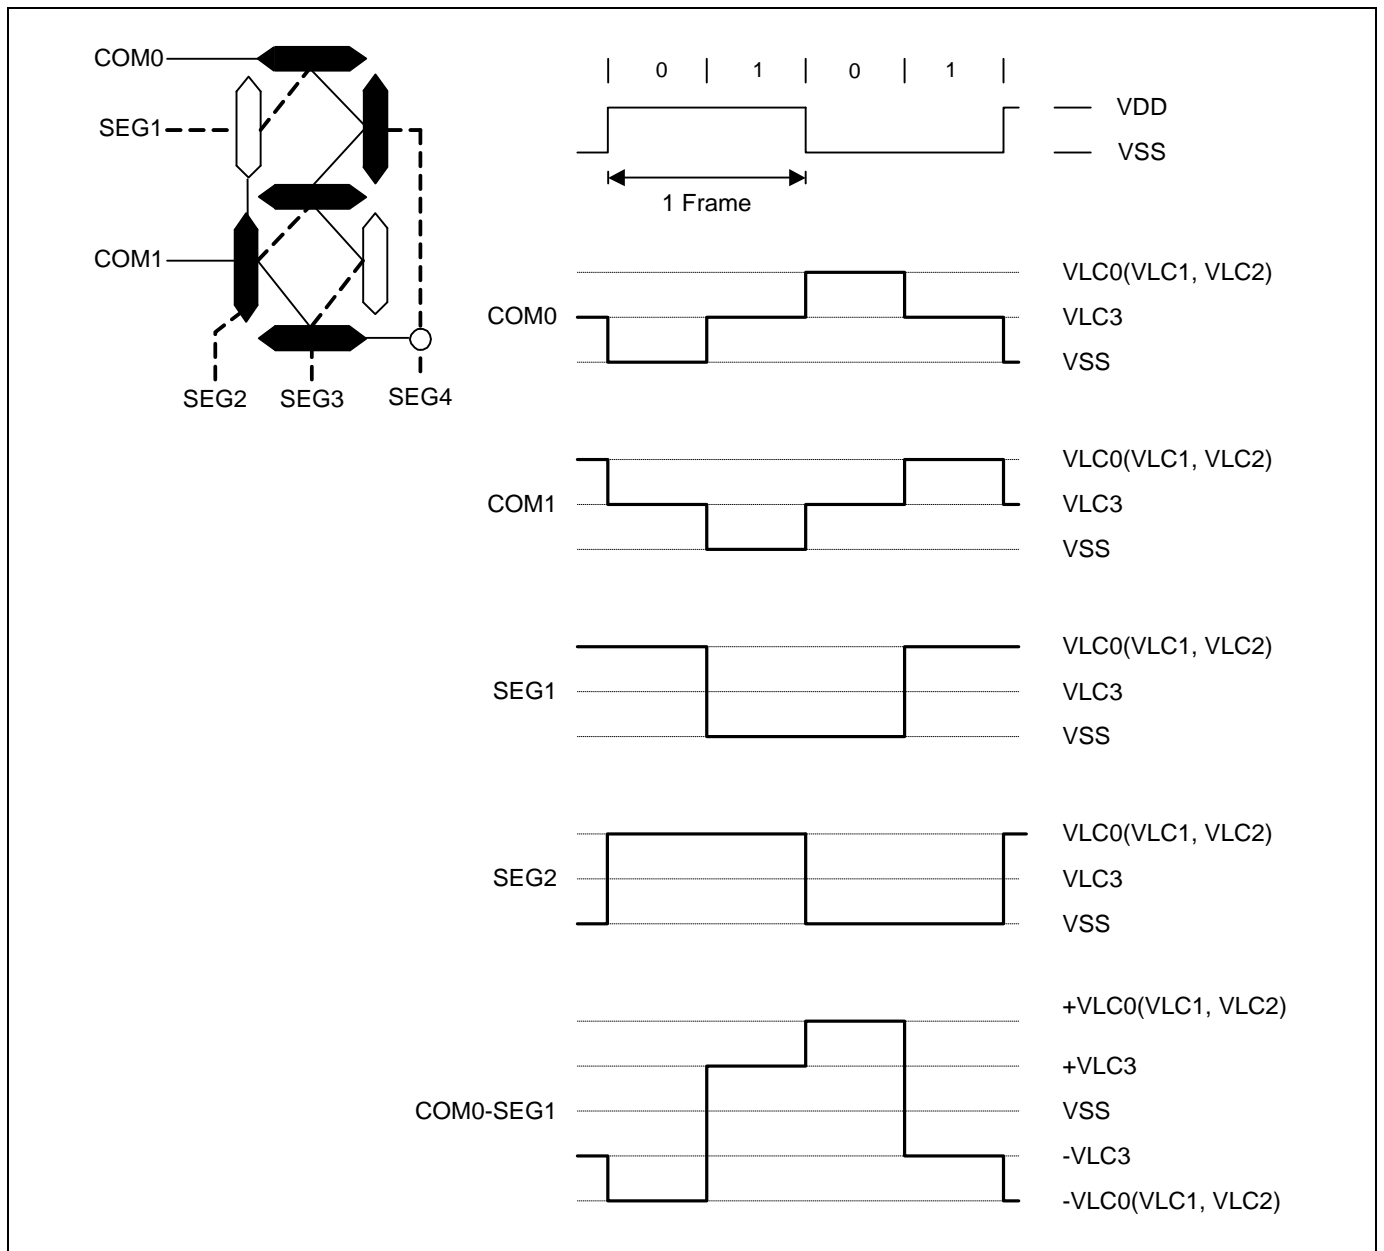 COM0
SEG1
COM1
SEG2 SEG3 SEG4
0 1 0 1
VDD
VSS
1 Frame
COM0
VLC0(VLC1, VLC2)
VLC3
VSS
COM1
VLC0(VLC1, VLC2)
VLC3
VSS
SEG1
VLC0(VLC1, VLC2)
VLC3
VSS
SEG2
VLC0(VLC1, VLC2)
VLC3
VSS
COM0-SEG1
+VLC0(VLC1, VLC2)
+VLC3
VSS
-VLC3
-VLC0(VLC1, VLC2)